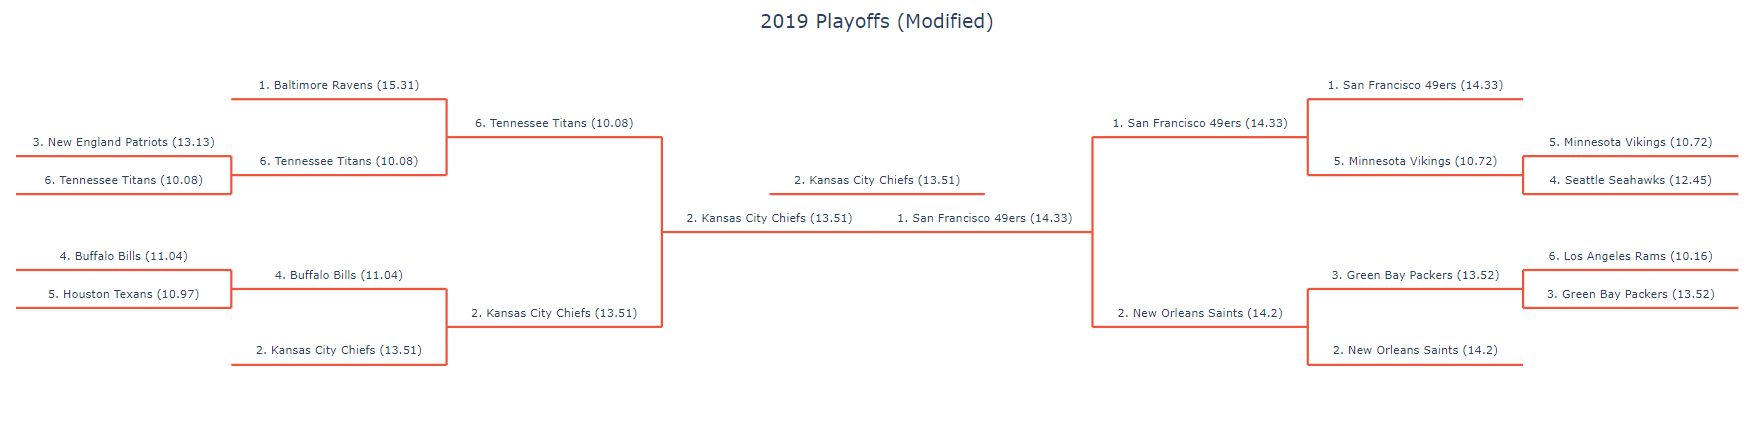 2019 Playoffs (Modified)
1. Baltimore Ravens (15.31)
1. San Francisco 49ers (14.33)
6. Tennessee Titans (10.08)
1. San Francisco 49ers (14.33)
3. New England Patriots (13.13)
5. Minnesota Vikings (10.72)
6. Tennessee Titans (10.08)
5. Minnesota Vikings (10.72)
6. Tennessee Titans (10.08)
2. Kansas City Chiefs (13.51)
4. Seattle Seahawks (12.45)
2. Kansas City Chiefs (13.51)
1. San Francisco 49ers (14.33)
4. Buffalo Bills (11.04)
6. Los Angeles Rams (10.16)
4. Buffalo Bills (11.04)
3. Green Bay Packers (13.52)
5. Houston Texans (10.97)
3. Green Bay Packers (13.52)
2. Kansas City Chiefs (13.51)
2. New Orleans Saints (14.2)
2. Kansas City Chiefs (13.51)
2. New Orleans Saints (14.2)